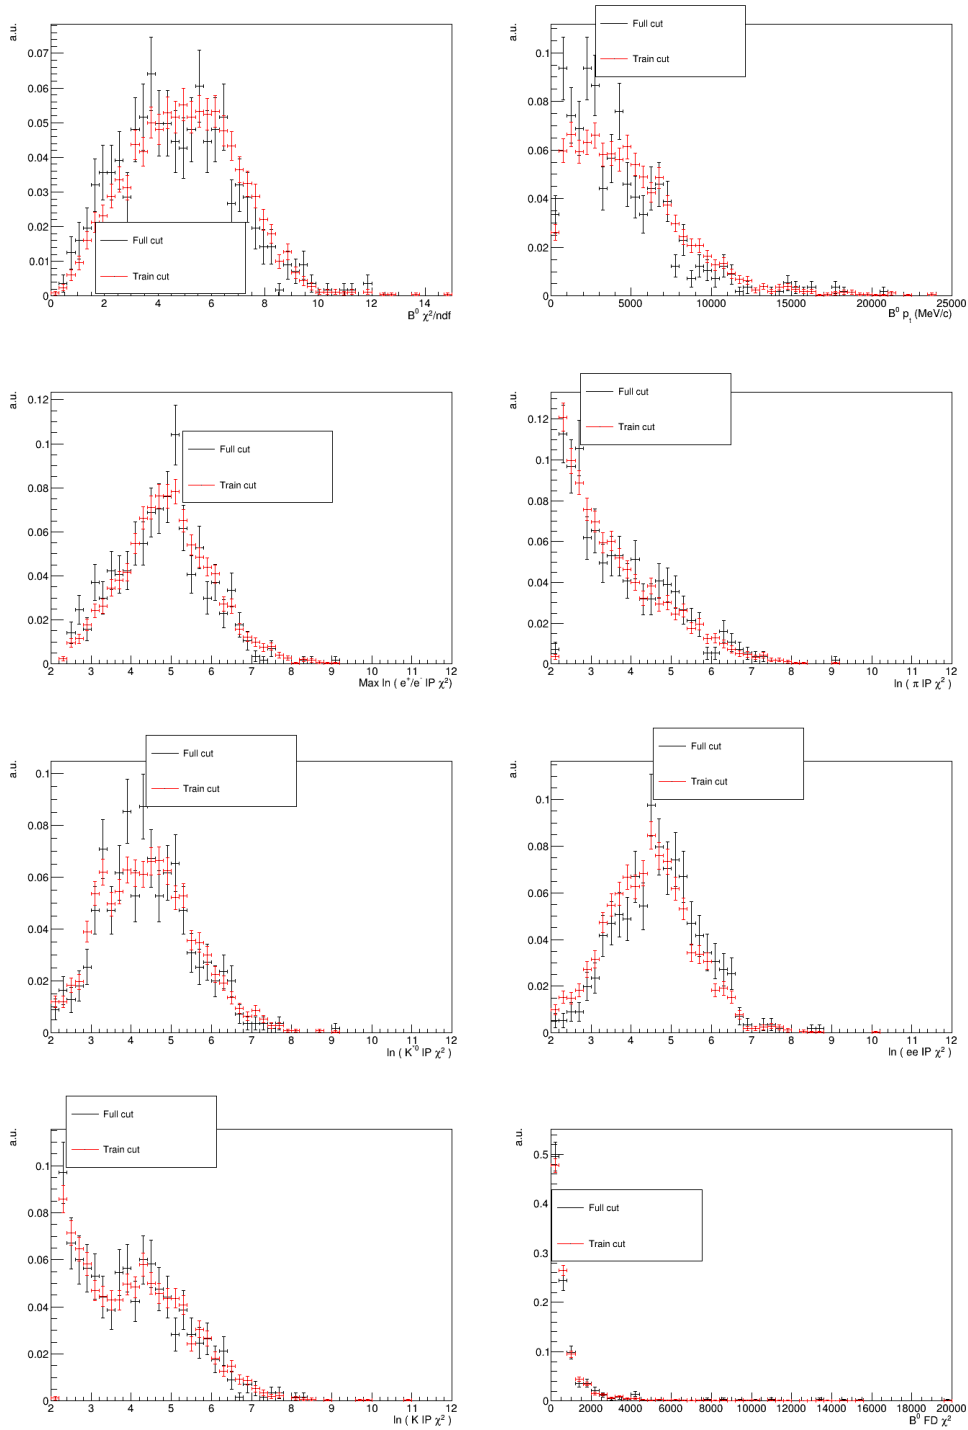 a.u.
0.07
0.06
0.05
0.04
0.03
0.02
0.01
0
Full cut
Train cut
0 2 4 6 8 10 12 14
B⁰ χ²/ndf
a.u.
0.1
0.08
0.06
0.04
0.02
0
Full cut
Train cut
0 5000 10000 15000 20000 25000
B⁰ pₜ (MeV/c)
a.u.
0.12
0.1
0.08
0.06
0.04
0.02
0
Full cut
Train cut
2 3 4 5 6 7 8 9 10 11 12
Max ln ( e⁺/e⁻ IP χ²)
a.u.
0.12
0.1
0.08
0.06
0.04
0.02
0
Full cut
Train cut
2 3 4 5 6 7 8 9 10 11 12
ln ( π IP χ² )
a.u.
0.1
0.08
0.06
0.04
0.02
0
Full cut
Train cut
2 3 4 5 6 7 8 9 10 11 12
ln ( K*⁰ IP χ² )
a.u.
0.1
0.08
0.06
0.04
0.02
0
Full cut
Train cut
2 3 4 5 6 7 8 9 10 11 12
ln ( ee IP χ² )
a.u.
0.1
0.08
0.06
0.04
0.02
0
Full cut
Train cut
2 3 4 5 6 7 8 9 10 11 12
ln ( K IP χ² )
a.u.
0.5
0.4
0.3
0.2
0.1
0
Full cut
Train cut
0 2000 4000 6000 8000 10000 12000 14000 16000 18000 20000
B⁰ FD χ²